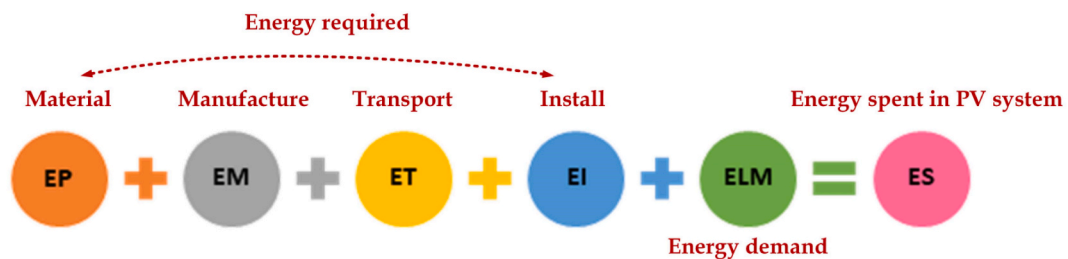 Energy required
Material Manufacture Transport Install Energy spent in PV system
EP + EM + ET + EI + ELM = ES
Energy demand